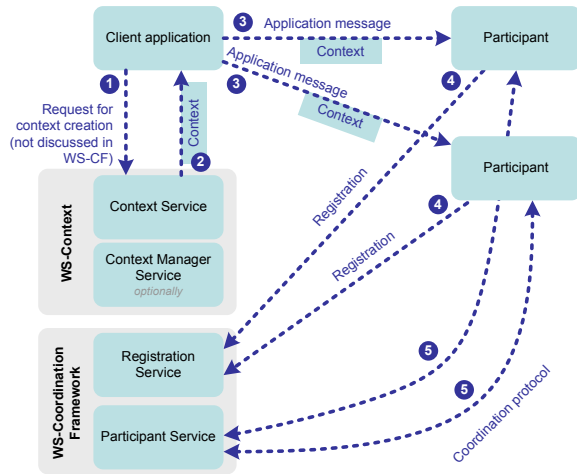 3
Application message
Client application
Context
Participant
Application message
3
4
1
Context
Context
Request for
context creation
(not discussed in
WS-CF)
2
Participant
WS-Context
Context Service
Registration
4
Context Manager
Service
optionally
Registration
WS-Coordination
Framework
Registration
Service
5
5
Participant Service
Coordination protocol